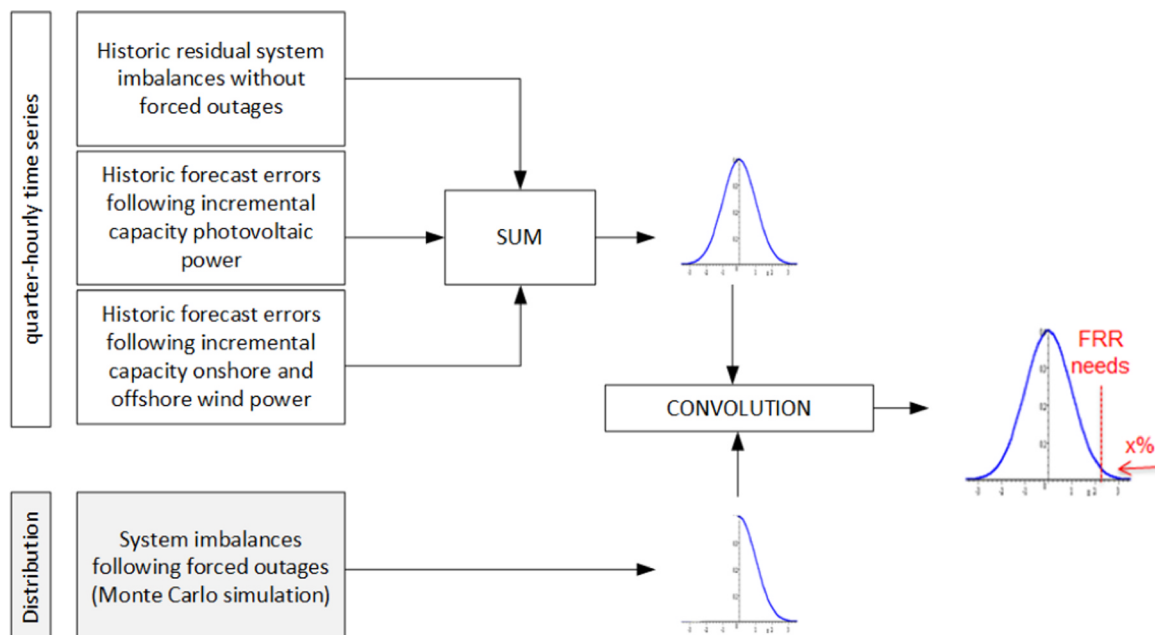 quarter-hourly time series
Historic residual system
imbalances without
forced outages
Historic forecast errors
following incremental
capacity photovoltaic
power
Historic forecast errors
following incremental
capacity onshore and
offshore wind power
SUM
CONVOLUTION
FRR
needs
x%
Distribution
System imbalances
following forced outages
(Monte Carlo simulation)